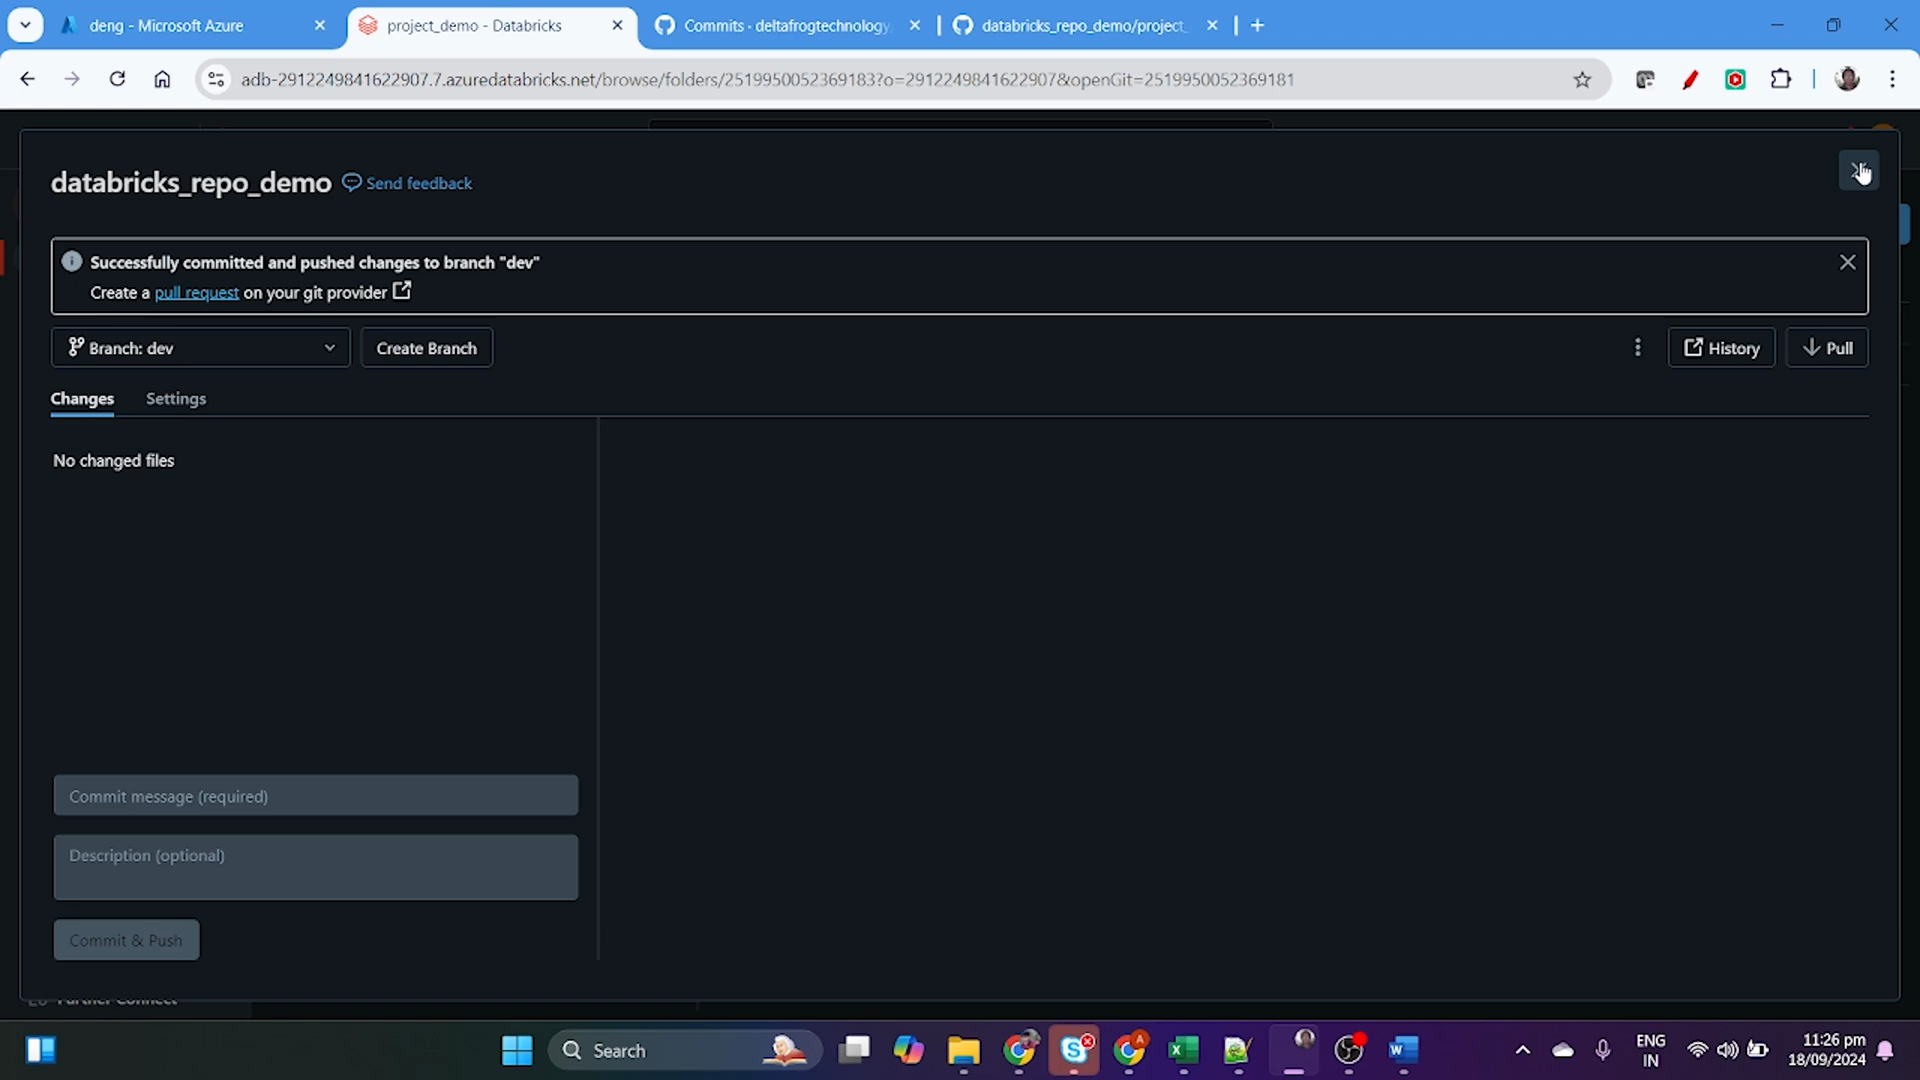 deng - Microsoft Azure
project_demo - Databricks
Commits · deltafrogtechnology
databricks_repo_demo/project_
adb-2912249841622907.7.azuredatabricks.net/browse/folders/2519950052369183?o=2912249841622907&openGit=2519950052369181
databricks_repo_demo
Send feedback
Successfully committed and pushed changes to branch "dev"
Create a pull request on your git provider
Branch: dev
Create Branch
History
Pull
Changes
Settings
No changed files
Commit message (required)
Description (optional)
Commit & Push
Partner Connect
Search
ENG
IN
11:26 pm
18/09/2024